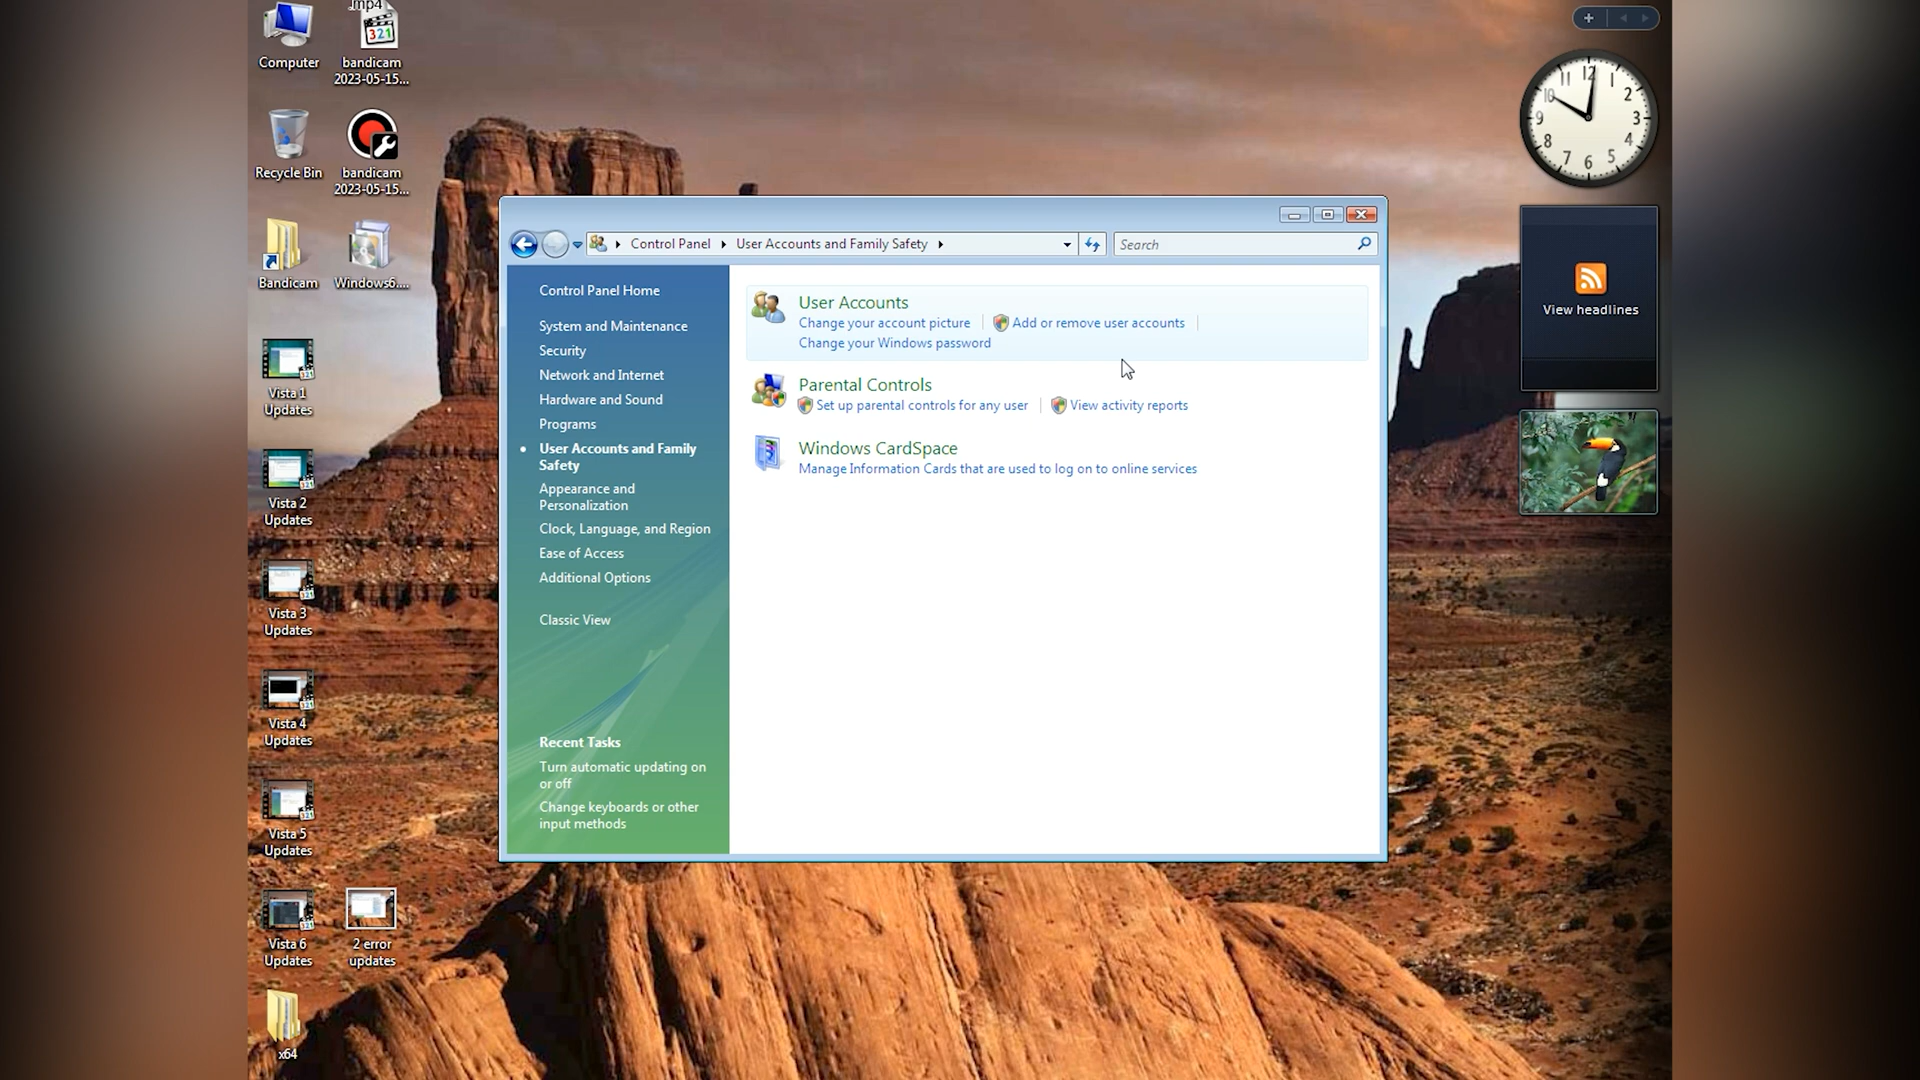 Computer
.mp4
bandicam
2023-05-15...
Recycle Bin
bandicam
2023-05-15...
Bandicam
Windows6....
Vista 1
Updates
Vista 2
Updates
Vista 3
Updates
Vista 4
Updates
Vista 5
Updates
Vista 6
Updates
2 error
updates
x64
Control Panel
User Accounts and Family Safety
Search
Control Panel Home
System and Maintenance
Security
Network and Internet
Hardware and Sound
Programs
User Accounts and Family
Safety
Appearance and
Personalization
Clock, Language, and Region
Ease of Access
Additional Options
Classic View
Recent Tasks
Turn automatic updating on
or off
Change keyboards or other
input methods
User Accounts
Change your account picture
Add or remove user accounts
Change your Windows password
Parental Controls
Set up parental controls for any user
View activity reports
Windows CardSpace
Manage Information Cards that are used to log on to online services
12
1
2
3
4
5
6
7
8
9
10
11
View headlines